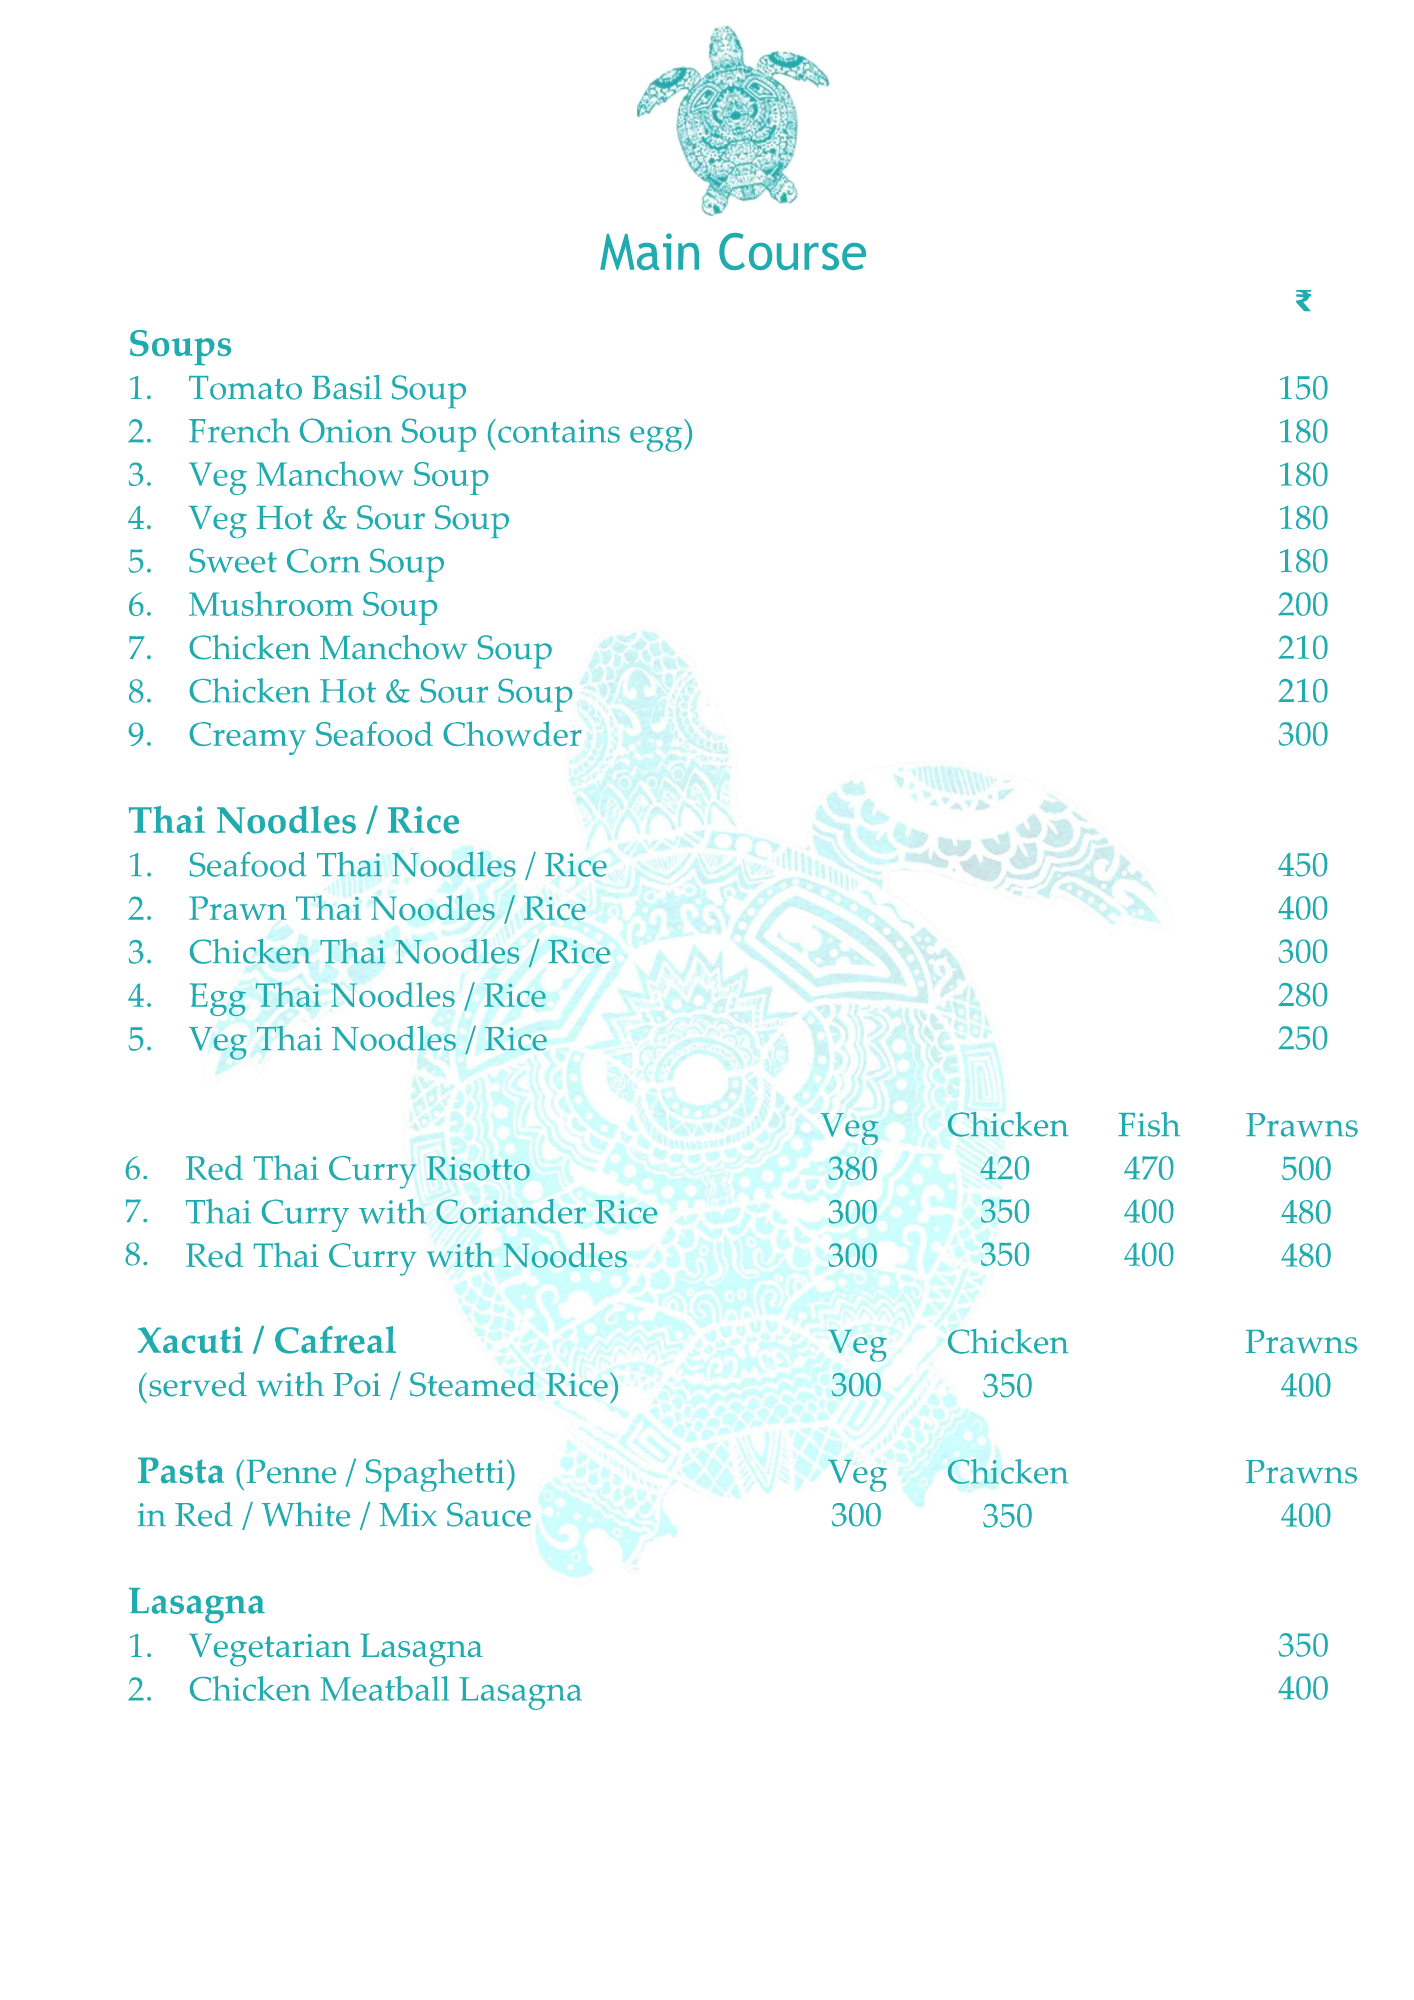 Main Course
₹
Soups
1. Tomato Basil Soup 150
2. French Onion Soup (contains egg) 180
3. Veg Manchow Soup 180
4. Veg Hot & Sour Soup 180
5. Sweet Corn Soup 180
6. Mushroom Soup 200
7. Chicken Manchow Soup 210
8. Chicken Hot & Sour Soup 210
9. Creamy Seafood Chowder 300
Thai Noodles / Rice
1. Seafood Thai Noodles / Rice 450
2. Prawn Thai Noodles / Rice 400
3. Chicken Thai Noodles / Rice 300
4. Egg Thai Noodles / Rice 280
5. Veg Thai Noodles / Rice 250
Veg Chicken Fish Prawns
6. Red Thai Curry Risotto 380 420 470 500
7. Thai Curry with Coriander Rice 300 350 400 480
8. Red Thai Curry with Noodles 300 350 400 480
Xacuti / Cafreal Veg Chicken Prawns
(served with Poi / Steamed Rice) 300 350 400
Pasta (Penne / Spaghetti) Veg Chicken Prawns
in Red / White / Mix Sauce 300 350 400
Lasagna
1. Vegetarian Lasagna 350
2. Chicken Meatball Lasagna 400